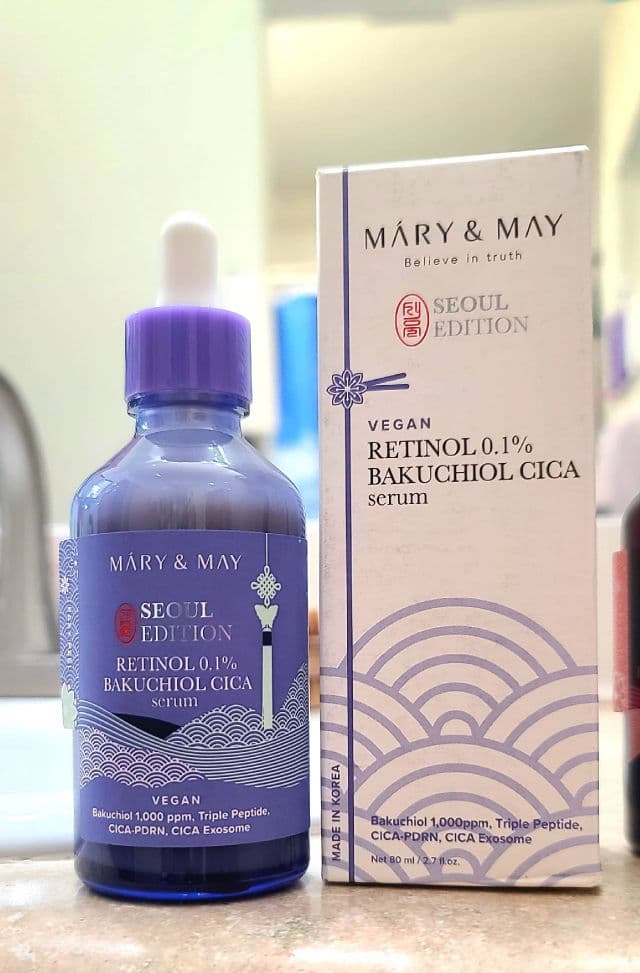 MÁRY & MAY
SEOUL
EDITION
RETINOL 0.1%
BAKUCHIOL CICA
serum
VEGAN
Bakuchiol 1,000 ppm, Triple Peptide,
CICA-PDRN, CICA Exosome
MÁRY & MAY
Believe in truth
SEOUL
EDITION
VEGAN
RETINOL 0.1%
BAKUCHIOL CICA
serum
MADE IN KOREA
Bakuchiol 1,000ppm, Triple Peptide,
CICA-PDRN, CICA Exosome
Net 80 ml / 2.7 fl.oz.